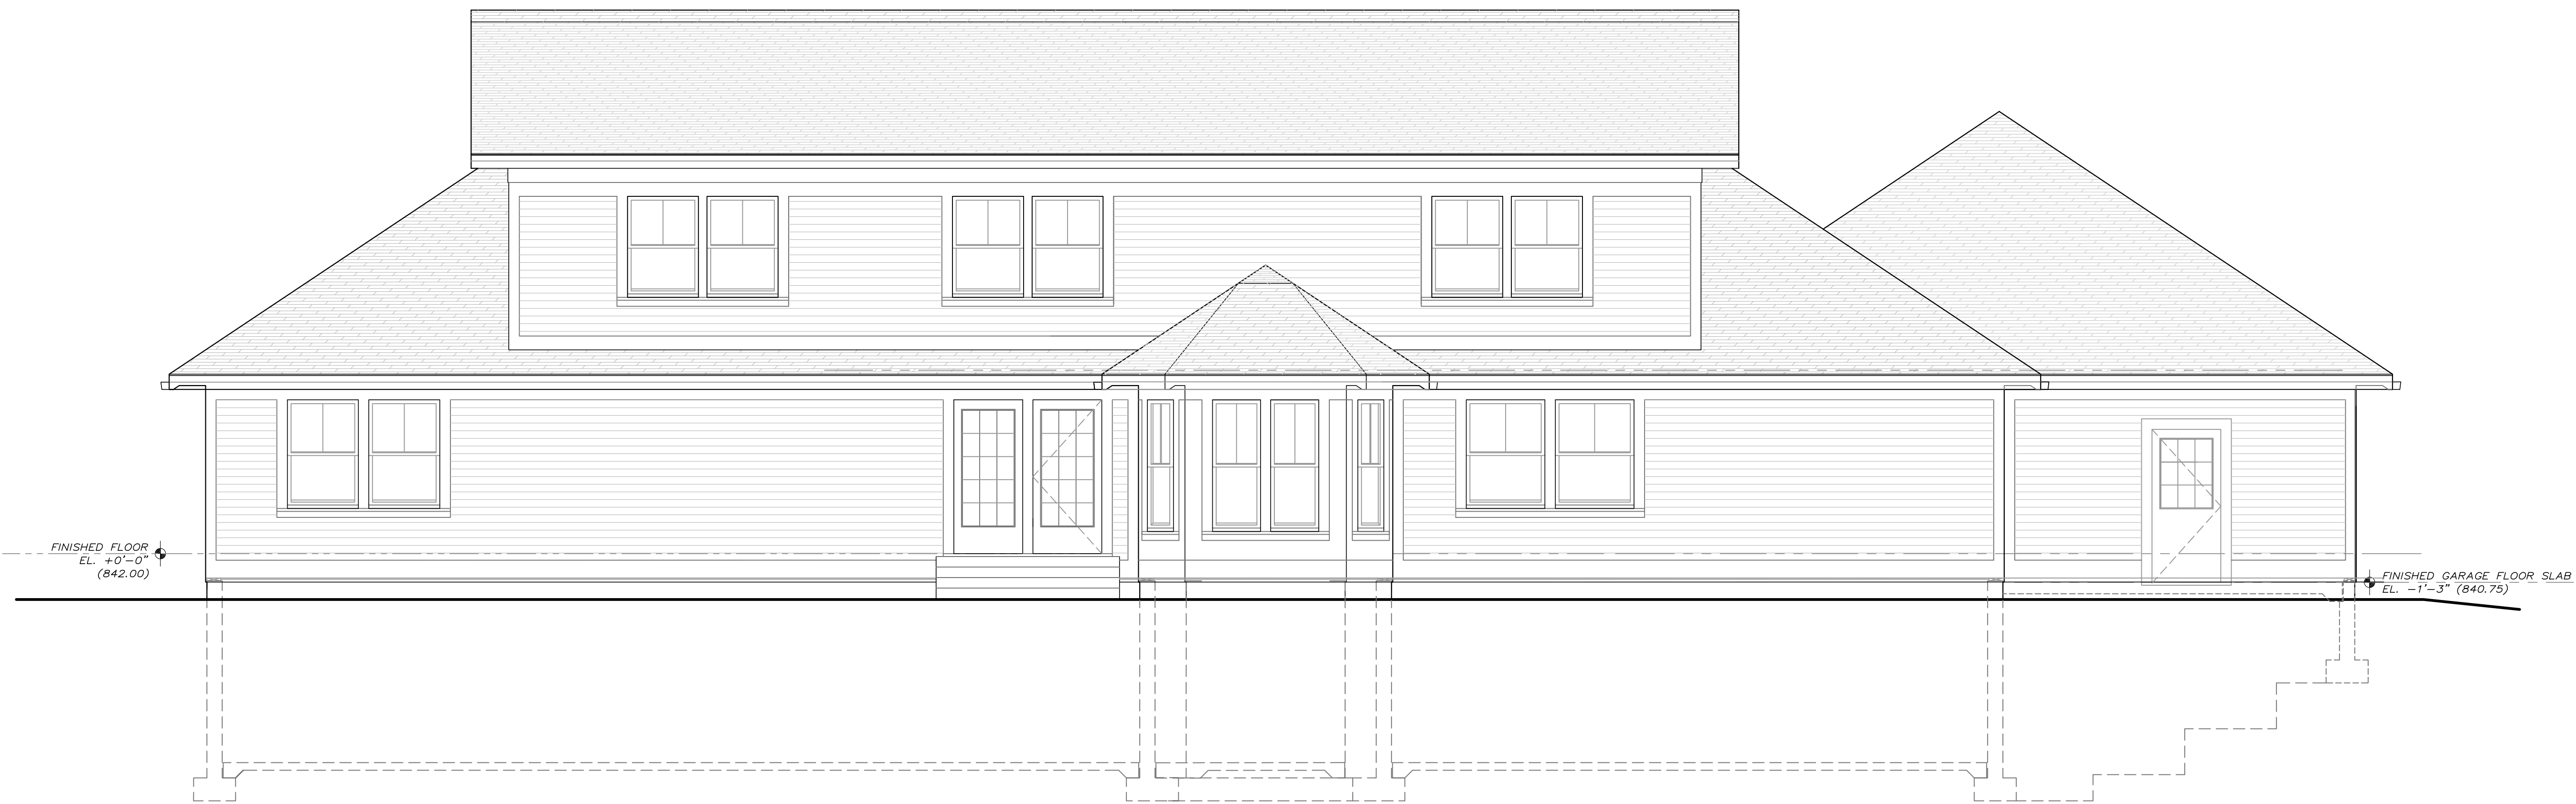 FINISHED FLOOR
EL. +0'-0"
(842.00)
FINISHED GARAGE FLOOR SLAB
EL. -1'-3" (840.75)